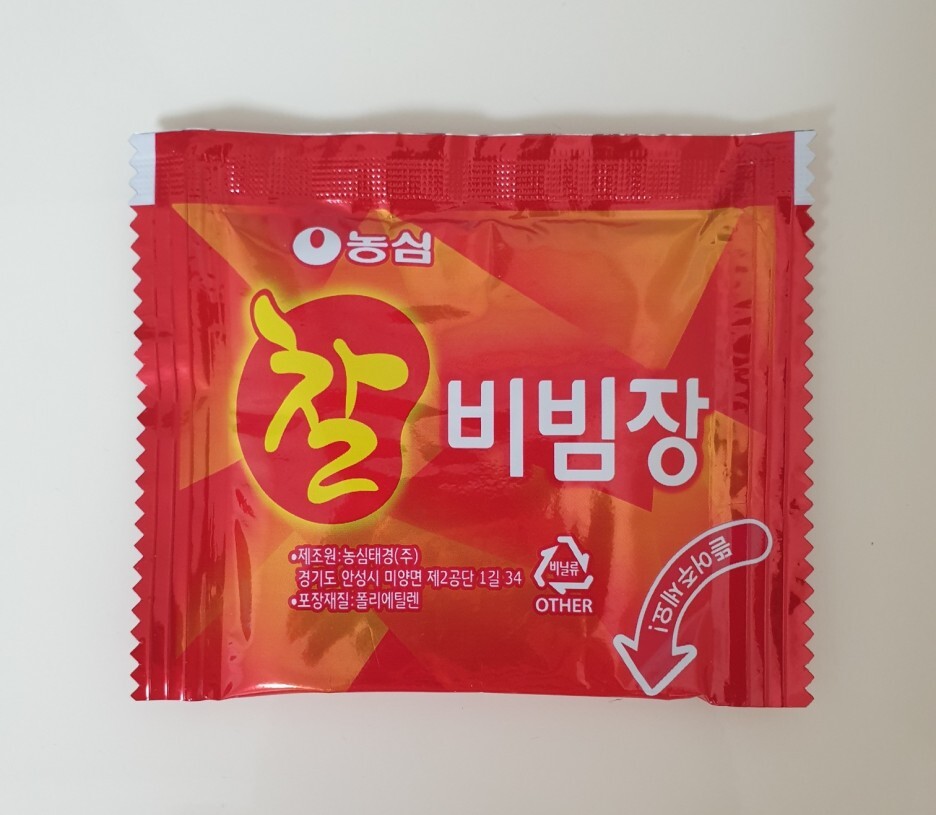 농심
찰 비빔장
•제조원:농심태경(주)
경기도 안성시 미양면 제2공단 1길 34
•포장재질:폴리에틸렌
비닐류
OTHER
뜯어주세요!